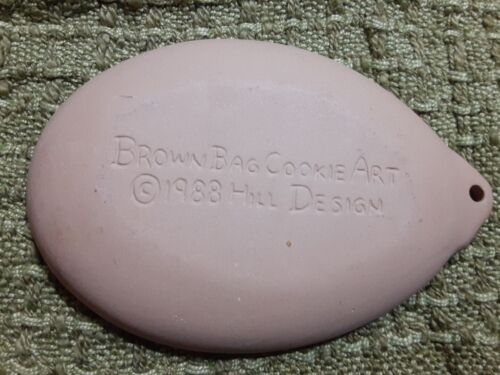 BROWN BAG COOKIE ART
© 1988 HILL DESIGN